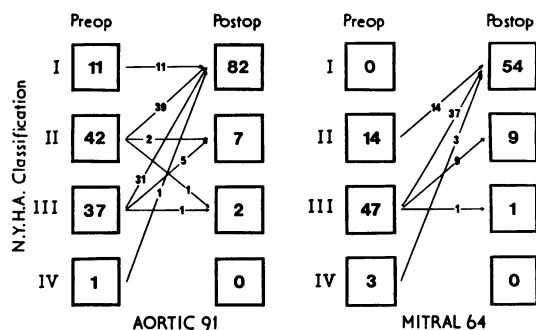 Preop Postop Preop Postop
I 11 11 82 I 0 54
39 14 37
3
II 42 2 7 II 14 9
5 9
31 1 1
III 37 1 2 III 47 1 1
IV 1 0 IV 3 0
N.Y.H.A. Classification
AORTIC 91 MITRAL 64